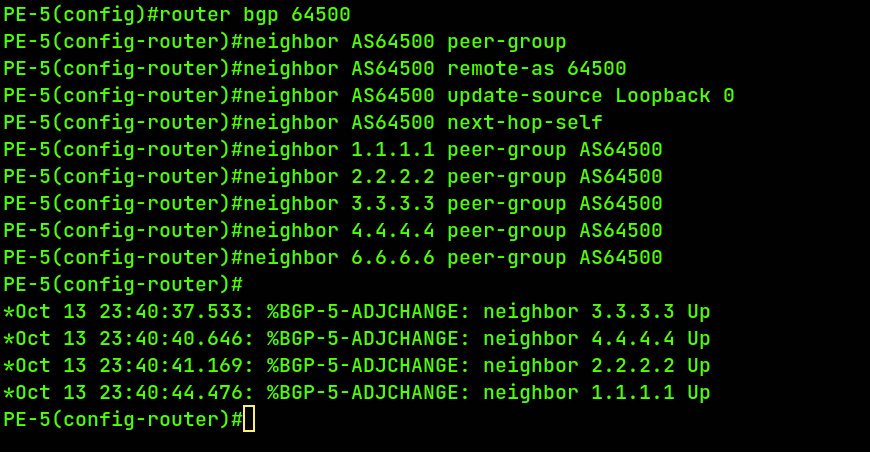 PE-5(config)#router bgp 64500
PE-5(config-router)#neighbor AS64500 peer-group
PE-5(config-router)#neighbor AS64500 remote-as 64500
PE-5(config-router)#neighbor AS64500 update-source Loopback 0
PE-5(config-router)#neighbor AS64500 next-hop-self
PE-5(config-router)#neighbor 1.1.1.1 peer-group AS64500
PE-5(config-router)#neighbor 2.2.2.2 peer-group AS64500
PE-5(config-router)#neighbor 3.3.3.3 peer-group AS64500
PE-5(config-router)#neighbor 4.4.4.4 peer-group AS64500
PE-5(config-router)#neighbor 6.6.6.6 peer-group AS64500
PE-5(config-router)#
*Oct 13 23:40:37.533: %BGP-5-ADJCHANGE: neighbor 3.3.3.3 Up
*Oct 13 23:40:40.646: %BGP-5-ADJCHANGE: neighbor 4.4.4.4 Up
*Oct 13 23:40:41.169: %BGP-5-ADJCHANGE: neighbor 2.2.2.2 Up
*Oct 13 23:40:44.476: %BGP-5-ADJCHANGE: neighbor 1.1.1.1 Up
PE-5(config-router)#